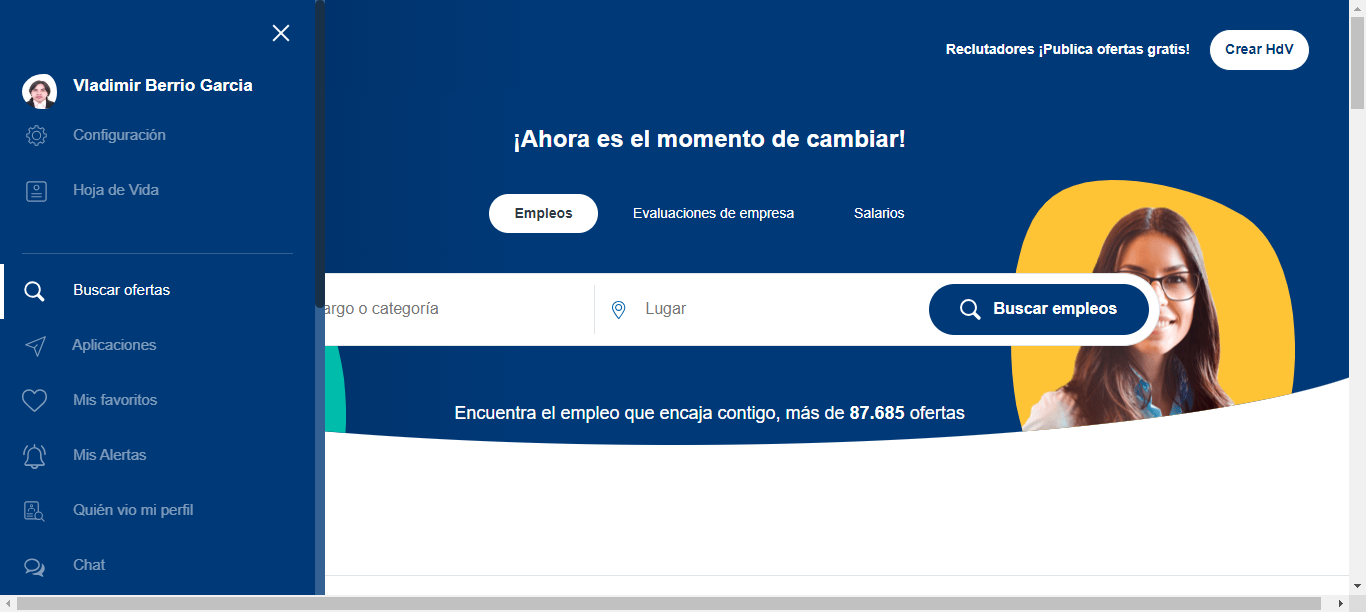 Vladimir Berrio Garcia
Configuración
Hoja de Vida
Buscar ofertas
Aplicaciones
Mis favoritos
Mis Alertas
Quién vio mi perfil
Chat
Reclutadores ¡Publica ofertas gratis!
Crear HdV
¡Ahora es el momento de cambiar!
Empleos
Evaluaciones de empresa
Salarios
argo o categoría
Lugar
Buscar empleos
Encuentra el empleo que encaja contigo, más de 87.685 ofertas